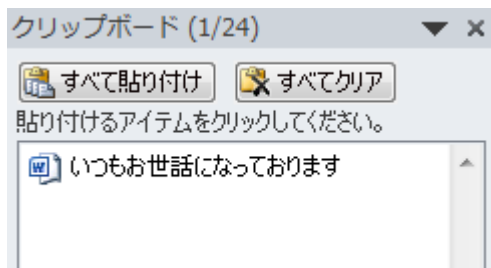 クリップボード (1/24)
すべて貼り付け すべてクリア
貼り付けるアイテムをクリックしてください。
いつもお世話になっております